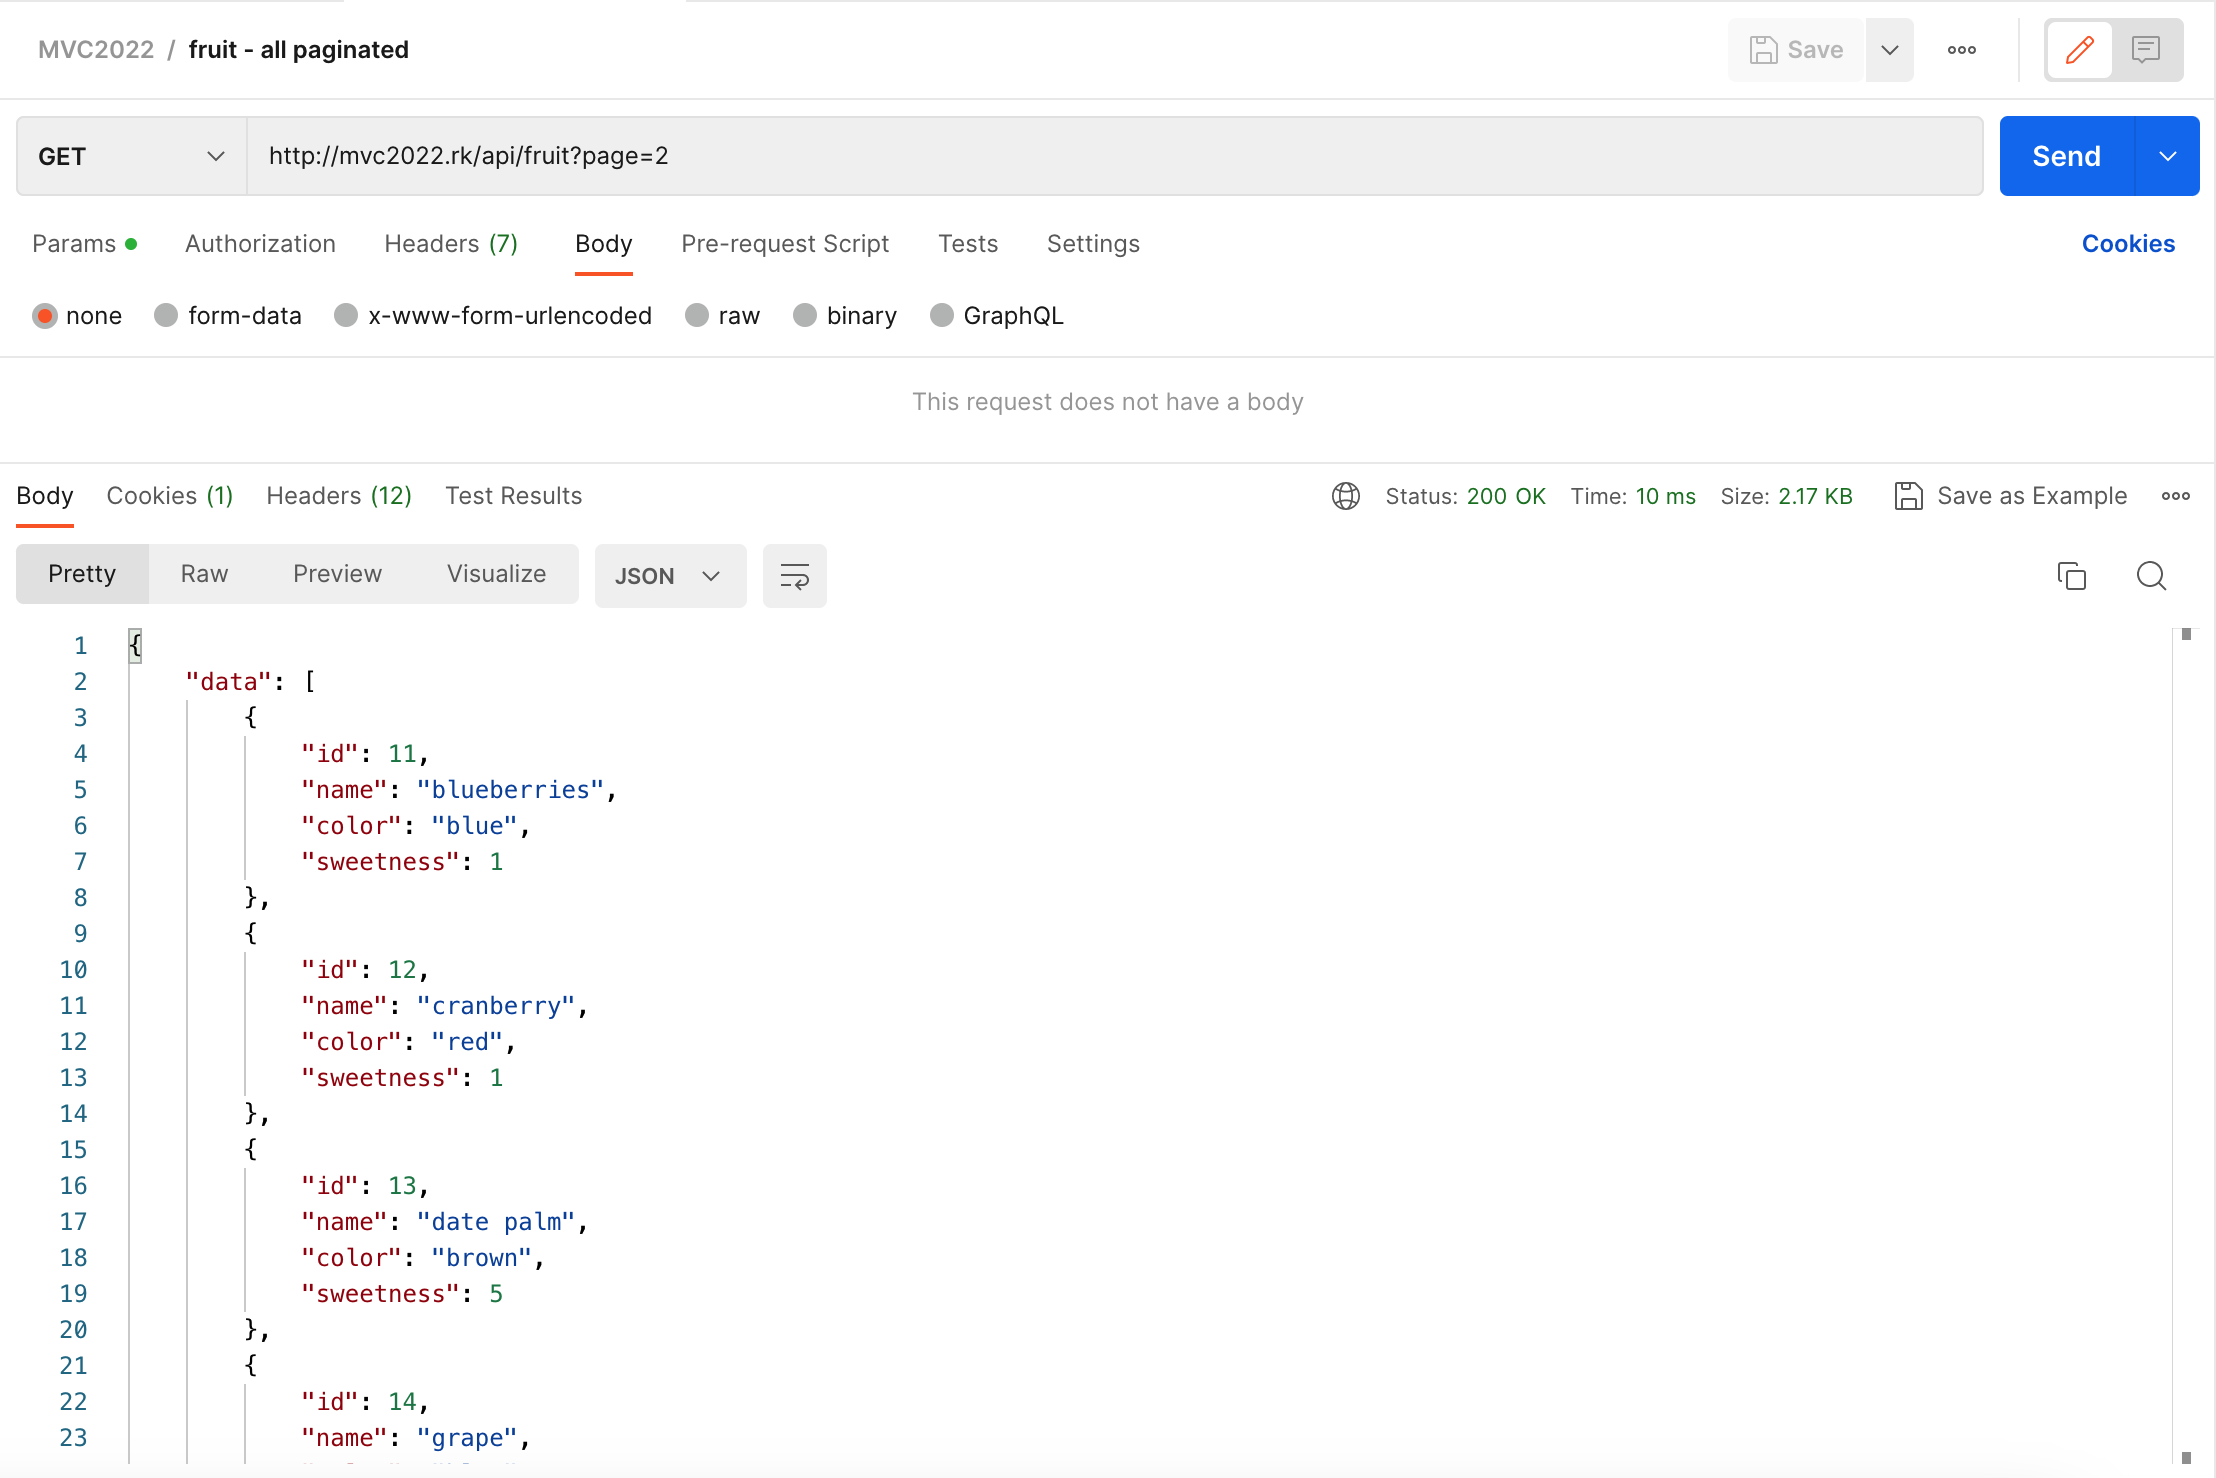 MVC2022 / fruit - all paginated
Save
GET http://mvc2022.rk/api/fruit?page=2 Send
Params Authorization Headers (7) Body Pre-request Script Tests Settings Cookies
none form-data x-www-form-urlencoded raw binary GraphQL
This request does not have a body
Body Cookies (1) Headers (12) Test Results Status: 200 OK Time: 10 ms Size: 2.17 KB Save as Example
Pretty Raw Preview Visualize JSON
1 {
2 "data": [
3 {
4 "id": 11,
5 "name": "blueberries",
6 "color": "blue",
7 "sweetness": 1
8 },
9 {
10 "id": 12,
11 "name": "cranberry",
12 "color": "red",
13 "sweetness": 1
14 },
15 {
16 "id": 13,
17 "name": "date palm",
18 "color": "brown",
19 "sweetness": 5
20 },
21 {
22 "id": 14,
23 "name": "grape",